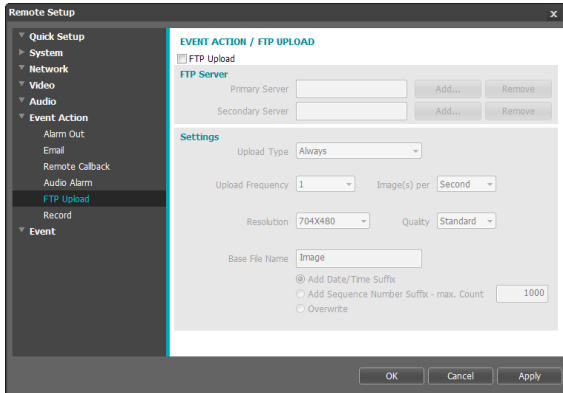 Remote Setup x
Quick Setup
System
Network
Video
Audio
Event Action
Alarm Out
Email
Remote Callback
Audio Alarm
FTP Upload
Record
Event
EVENT ACTION / FTP UPLOAD
FTP Upload
FTP Server
Primary Server Add... Remove
Secondary Server Add... Remove
Settings
Upload Type Always
Upload Frequency 1 Image(s) per Second
Resolution 704X480 Quality Standard
Base File Name Image
Add Date/Time Suffix
Add Sequence Number Suffix - max. Count 1000
Overwrite
OK Cancel Apply